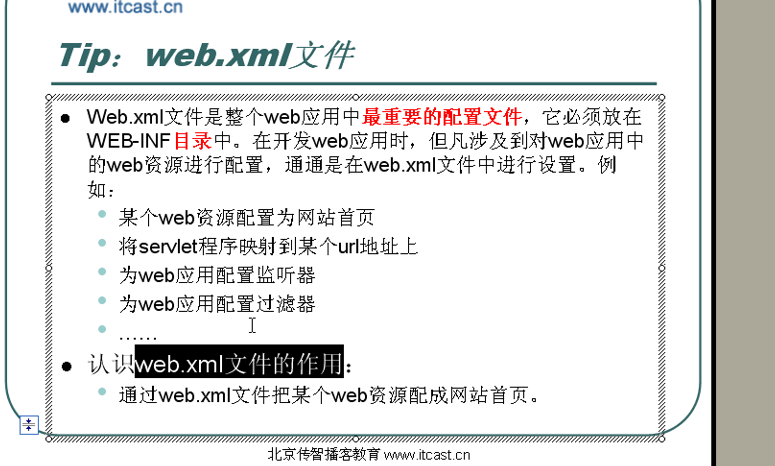 www.itcast.cn
Tip：web.xml文件
Web.xml文件是整个web应用中最重要的配置文件，它必须放在
WEB-INF目录中。在开发web应用时，但凡涉及到对web应用中
的web资源进行配置，通通是在web.xml文件中进行设置。例
如：
某个web资源配置为网站首页
将servlet程序映射到某个url地址上
为web应用配置监听器
为web应用配置过滤器
……
认识web.xml文件的作用：
通过web.xml文件把某个web资源配成网站首页。
北京传智播客教育 www.itcast.cn